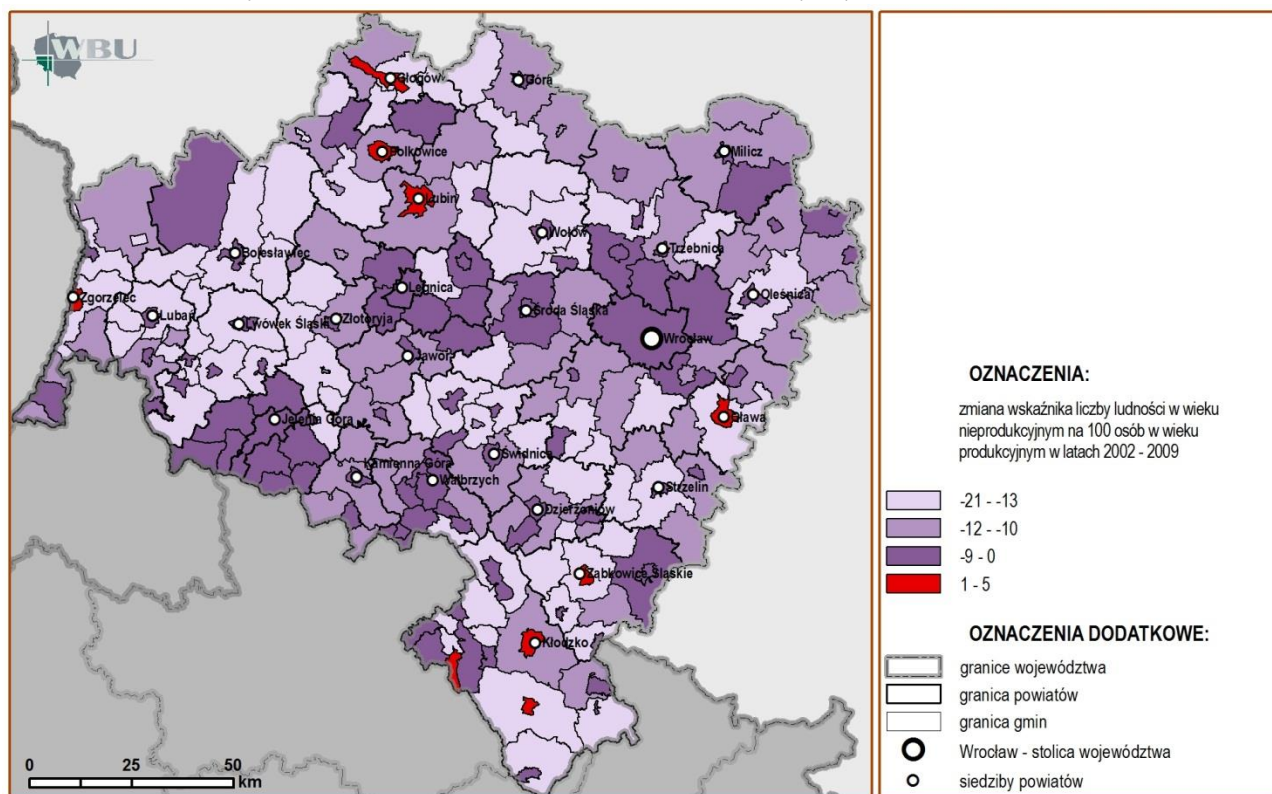 WBU
Głogów
Góra
Polkowice
Milicz
Lubin
Wołów
Trzebnica
Bolesławiec
Legnica
Oleśnica
Zgorzelec
Lubań
Lwówek Śląski
Złotoryja
Środa Śląska
Wrocław
Jawor
Jelenia Góra
Oława
Kamienna Góra
Świdnica
Wałbrzych
Strzelin
Dzierżoniów
Ząbkowice Śląskie
Kłodzko
0 25 50
km
OZNACZENIA:
zmiana wskaźnika liczby ludności w wieku
nieprodukcyjnym na 100 osób w wieku
produkcyjnym w latach 2002 - 2009
-21 - -13
-12 - -10
-9 - 0
1 - 5
OZNACZENIA DODATKOWE:
granice województwa
granica powiatów
granica gmin
Wrocław - stolica województwa
siedziby powiatów